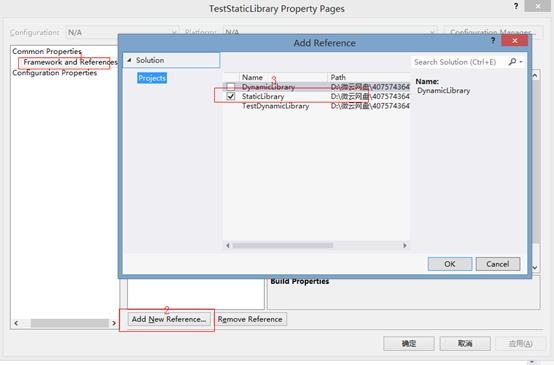 TestStaticLibrary Property Pages
? ×
Configuration: N/A
Platform: N/A
Configuration Manager...
Common Properties
1
Framework and References
Configuration Properties
Add Reference
? ×
Solution
Search Solution (Ctrl+E)
Projects
Name Path
3
DynamicLibrary D:\微云网盘\407574364
StaticLibrary D:\微云网盘\407574364
TestDynamicLibrary D:\微云网盘\407574364
Name:
DynamicLibrary
OK Cancel
Build Properties
2
Add New Reference... Remove Reference
确定 取消 应用(A)